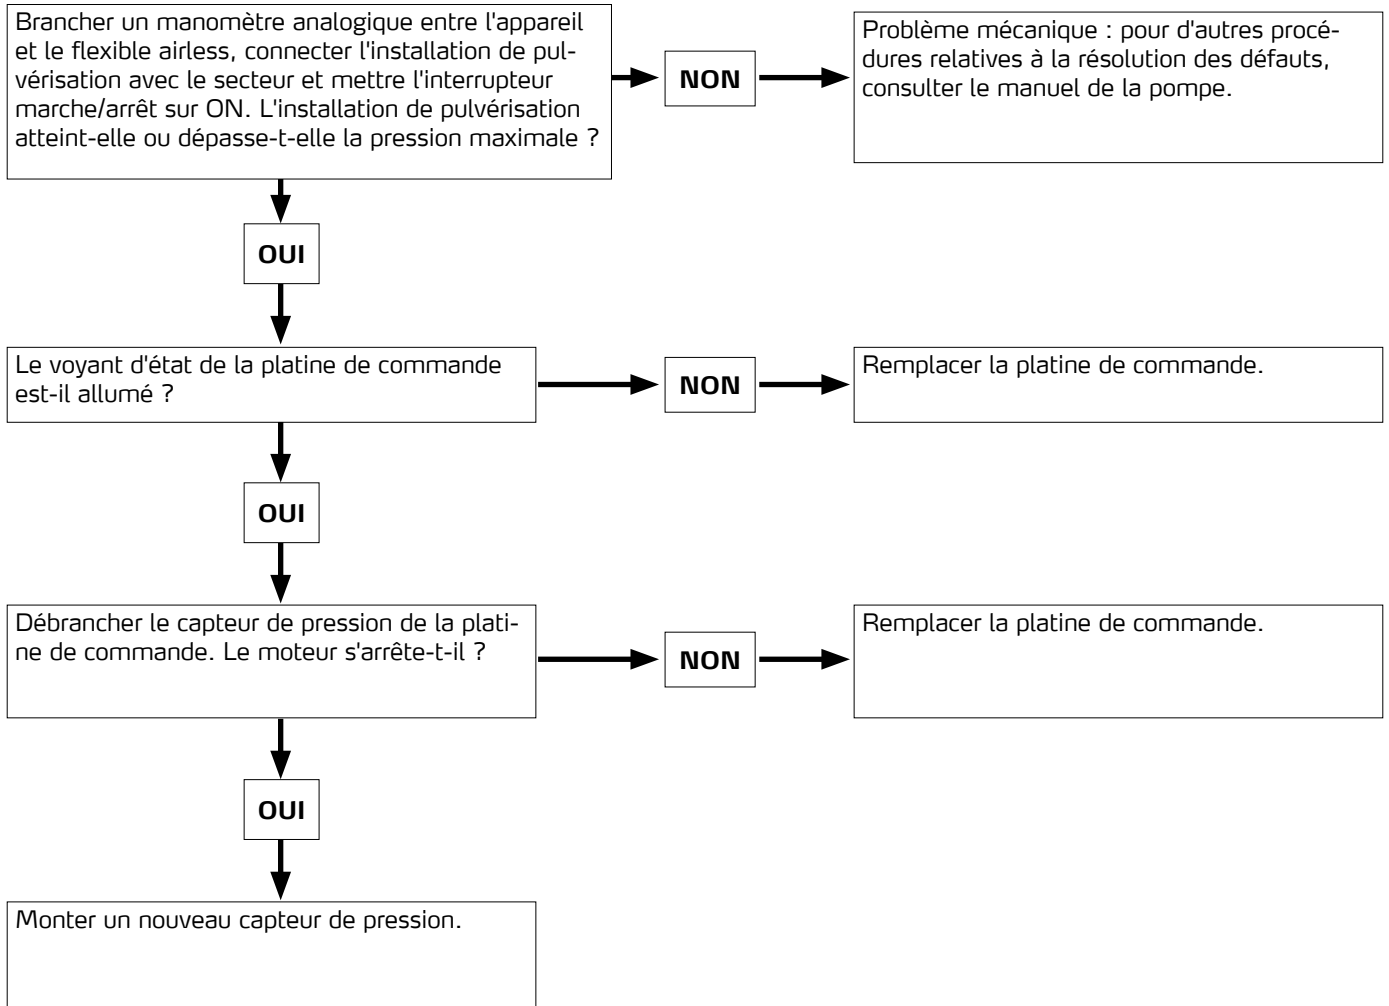 Brancher un manomètre analogique entre l'appareil
et le flexible airless, connecter l'installation de pul-
vérisation avec le secteur et mettre l'interrupteur
marche/arrêt sur ON. L'installation de pulvérisation
atteint-elle ou dépasse-t-elle la pression maximale ?
NON
Problème mécanique : pour d'autres procé-
dures relatives à la résolution des défauts,
consulter le manuel de la pompe.
OUI
Le voyant d'état de la platine de commande
est-il allumé ?
NON
Remplacer la platine de commande.
OUI
Débrancher le capteur de pression de la plati-
ne de commande. Le moteur s'arrête-t-il ?
NON
Remplacer la platine de commande.
OUI
Monter un nouveau capteur de pression.